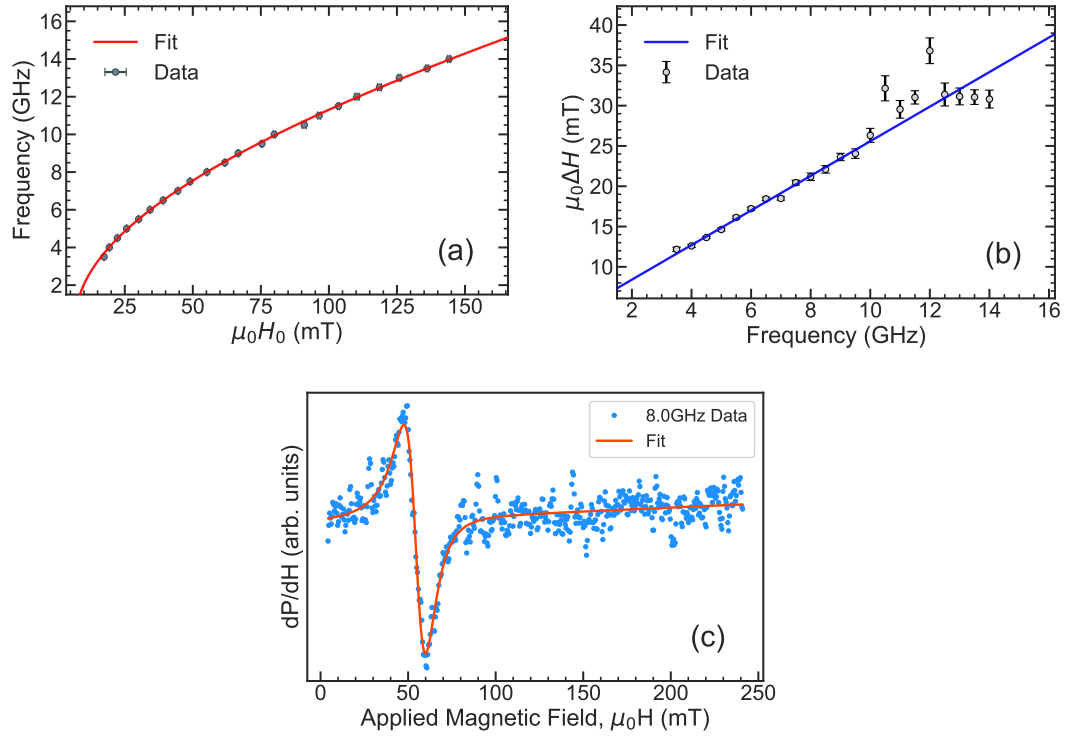 16
14
12
10
8
6
4
2
Frequency (GHz)
Fit
Data
(a)
25 50 75 100 125 150
μ₀H₀ (mT)
40
35
30
25
20
15
10
μ₀ΔH (mT)
Fit
Data
(b)
2 4 6 8 10 12 14 16
Frequency (GHz)
dP/dH (arb. units)
8.0GHz Data
Fit
(c)
0 50 100 150 200 250
Applied Magnetic Field, μ₀H (mT)